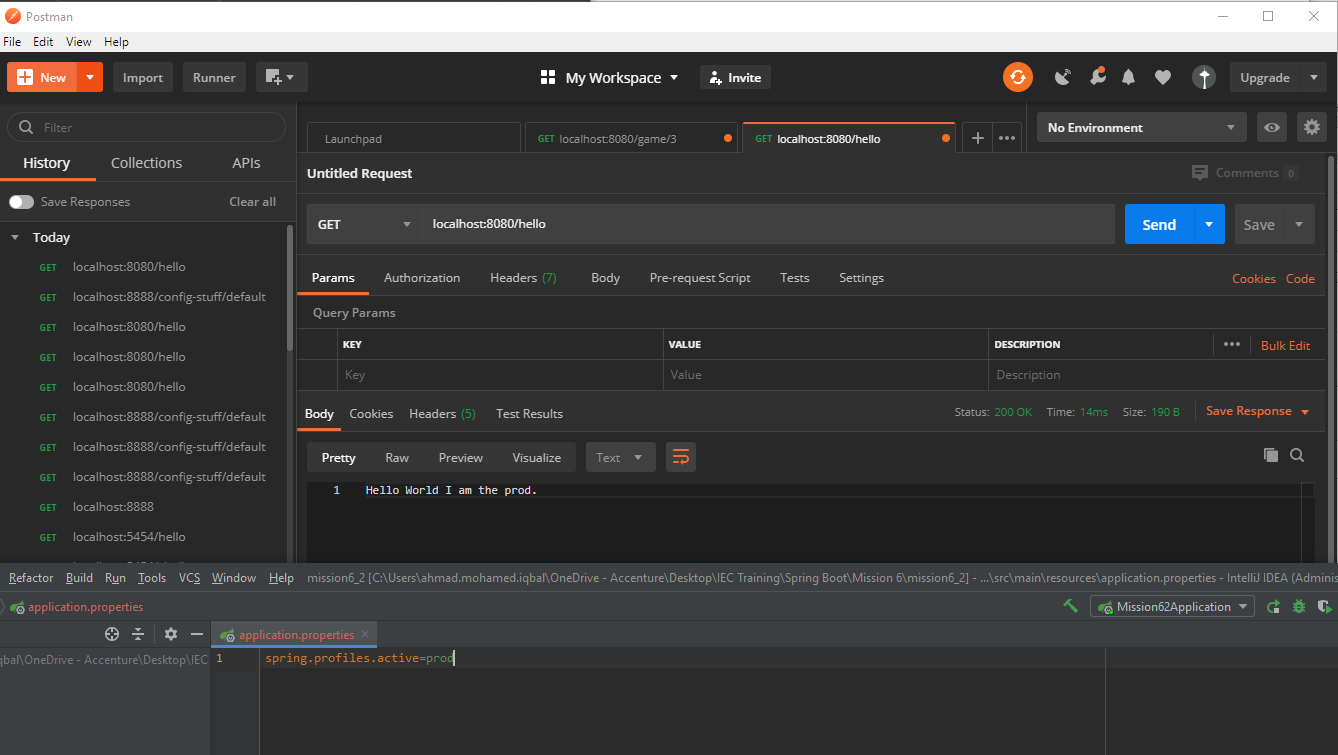 Postman
File Edit View Help
New Import Runner My Workspace Invite Upgrade
Filter
History Collections APIs
Save Responses Clear all
Today
GET localhost:8080/hello
GET localhost:8888/config-stuff/default
GET localhost:8080/hello
GET localhost:8080/hello
GET localhost:8080/hello
GET localhost:8888/config-stuff/default
GET localhost:8888/config-stuff/default
GET localhost:8888/config-stuff/default
GET localhost:8888
GET localhost:5454/hello
Launchpad GET localhost:8080/game/3 GET localhost:8080/hello No Environment
Untitled Request Comments 0
GET localhost:8080/hello Send Save
Params Authorization Headers (7) Body Pre-request Script Tests Settings Cookies Code
Query Params
KEY VALUE DESCRIPTION Bulk Edit
Key Value Description
Body Cookies Headers (5) Test Results Status: 200 OK Time: 14ms Size: 190 B Save Response
Pretty Raw Preview Visualize Text
1 Hello World I am the prod.
Refactor Build Run Tools VCS Window Help mission6_2 [C:\Users\ahmad.mohamed.iqbal\OneDrive - Accenture\Desktop\IEC Training\Spring Boot\Mission 6\mission6_2] - ...\src\main\resources\application.properties - IntelliJ IDEA (Adminis
application.properties Mission62Application
application.properties
qbal\OneDrive - Accenture\Desktop\IEC 1 spring.profiles.active=prod